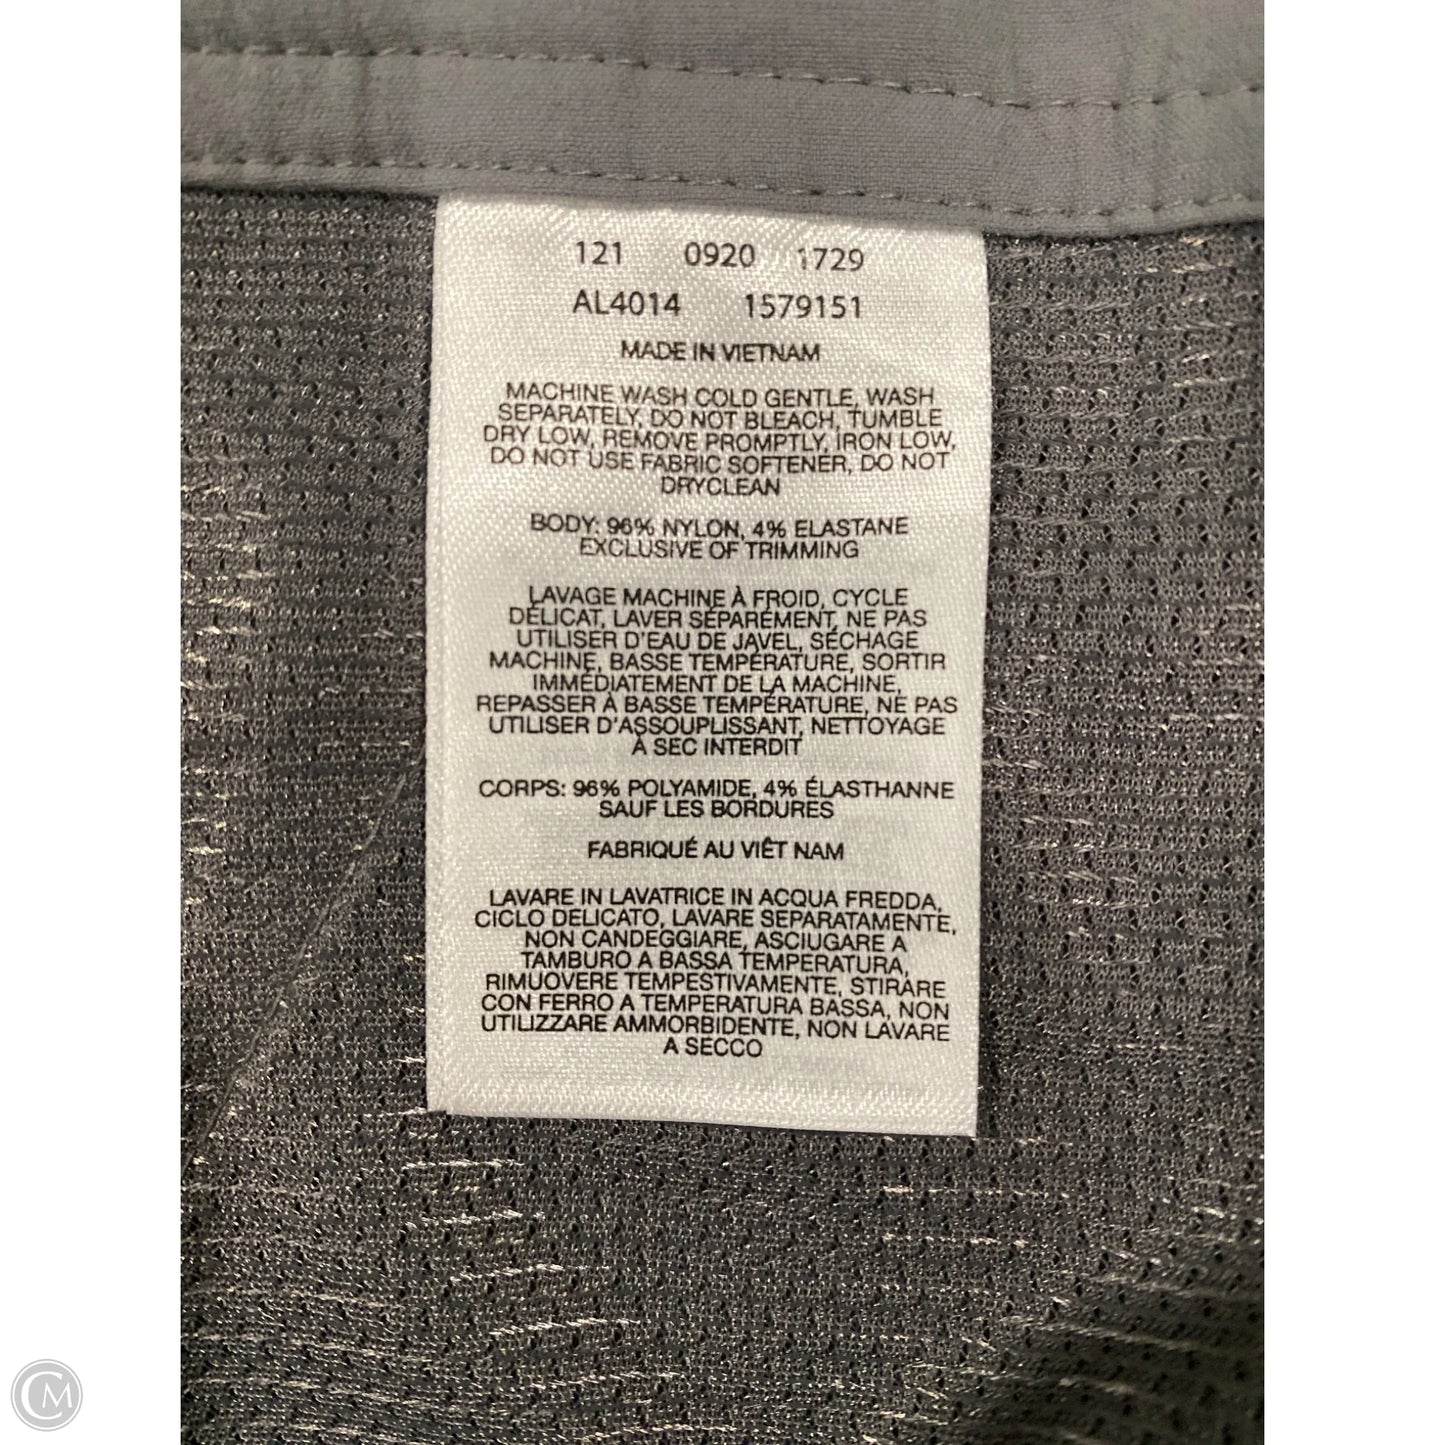 121 0920 1729
AL4014 1579151
MADE IN VIETNAM
MACHINE WASH COLD GENTLE, WASH
SEPARATELY, DO NOT BLEACH, TUMBLE
DRY LOW, REMOVE PROMPTLY, IRON LOW,
DO NOT USE FABRIC SOFTENER, DO NOT
DRYCLEAN
BODY: 96% NYLON, 4% ELASTANE
EXCLUSIVE OF TRIMMING
LAVAGE MACHINE À FROID, CYCLE
DÉLICAT, LAVER SÉPARÉMENT, NE PAS
UTILISER D'EAU DE JAVEL, SÉCHAGE
MACHINE, BASSE TEMPÉRATURE, SORTIR
IMMÉDIATEMENT DE LA MACHINE,
REPASSER À BASSE TEMPÉRATURE, NE PAS
UTILISER D'ASSOUPLISSANT, NETTOYAGE
À SEC INTERDIT
CORPS: 96% POLYAMIDE, 4% ÉLASTHANNE
SAUF LES BORDURES
FABRIQUÉ AU VIÊT NAM
LAVARE IN LAVATRICE IN ACQUA FREDDA,
CICLO DELICATO, LAVARE SEPARATAMENTE,
NON CANDEGGIARE, ASCIUGARE A
TAMBURO A BASSA TEMPERATURA,
RIMUOVERE TEMPESTIVAMENTE, STIRARE
CON FERRO A TEMPERATURA BASSA, NON
UTILIZZARE AMMORBIDENTE, NON LAVARE
A SECCO
CM